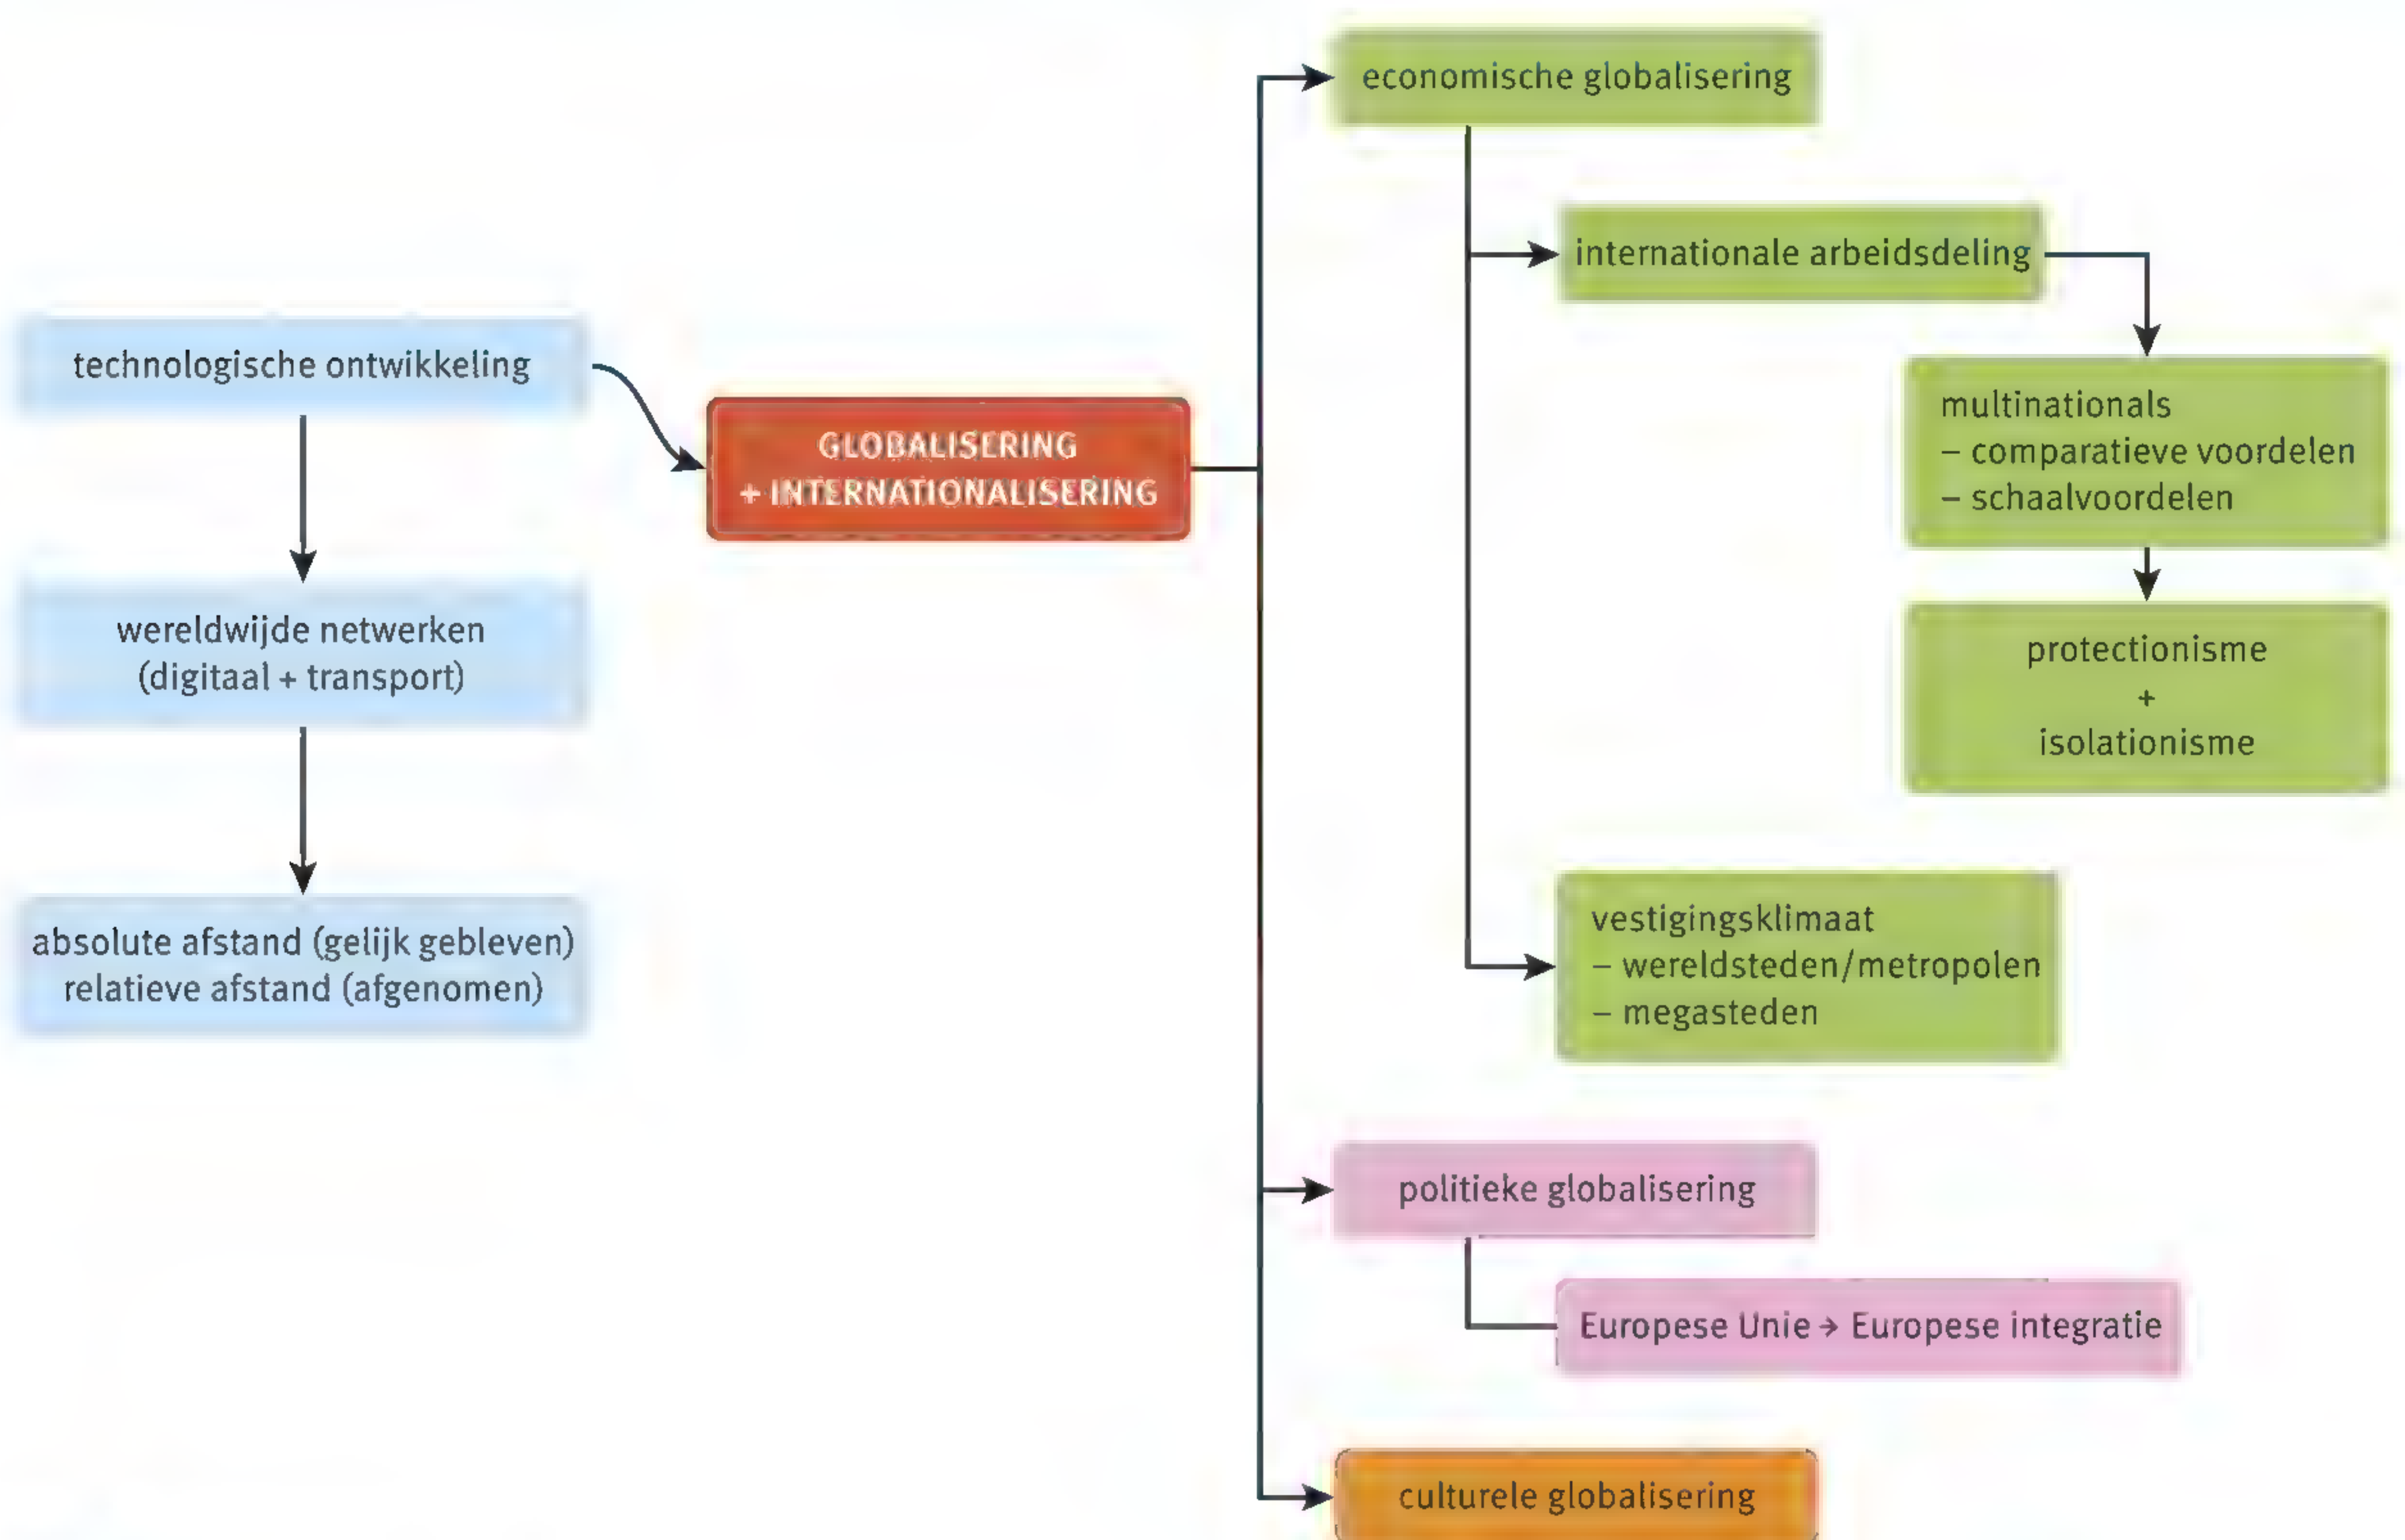 economische globalisering
internationale arbeidsdeling
technologische ontwikkeling
multinationals
– comparatieve voordelen
– schaalvoordelen
GLOBALISERING
+ INTERNATIONALISERING
wereldwijde netwerken
(digitaal + transport)
protectionisme
+
isolationisme
absolute afstand (gelijk gebleven)
relatieve afstand (afgenomen)
vestigingsklimaat
– wereldsteden/metropolen
– megasteden
politieke globalisering
Europese Unie → Europese integratie
culturele globalisering